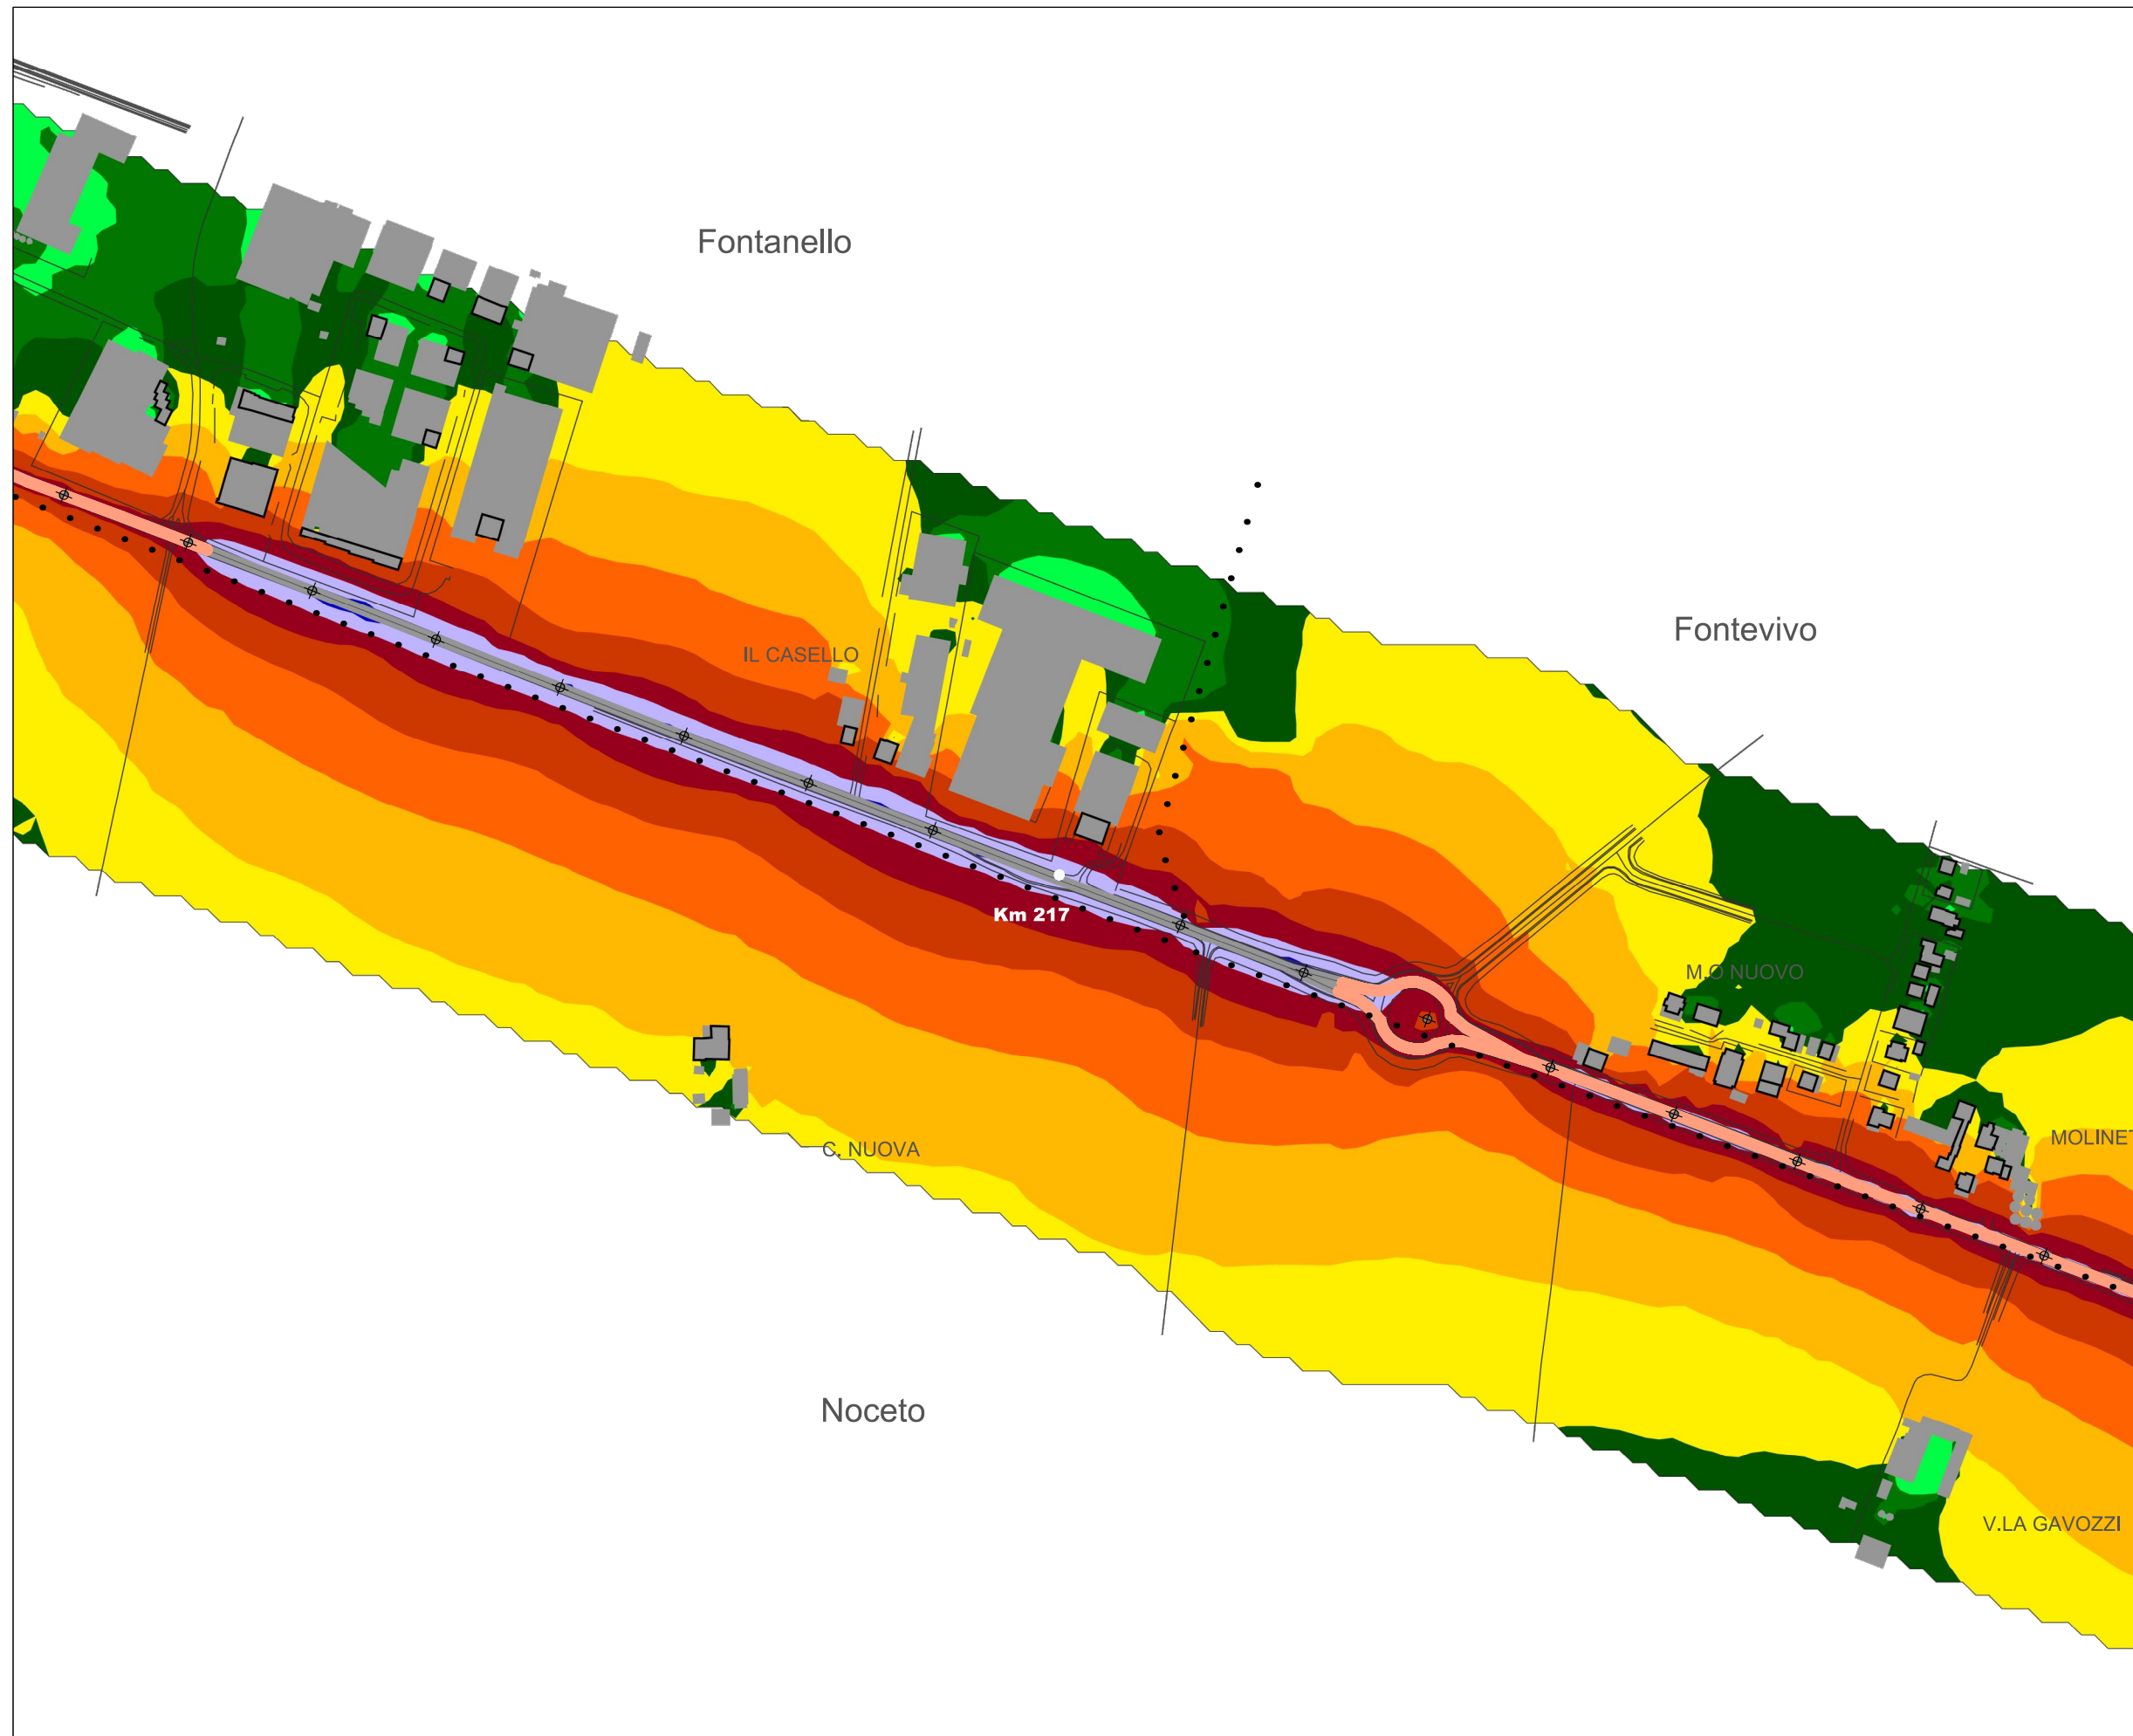 Fontanello
Fontevivo
IL CASELLO
Km 217
M.O NUOVO
MOLINET
C. NUOVA
Noceto
V.LA GAVOZZI